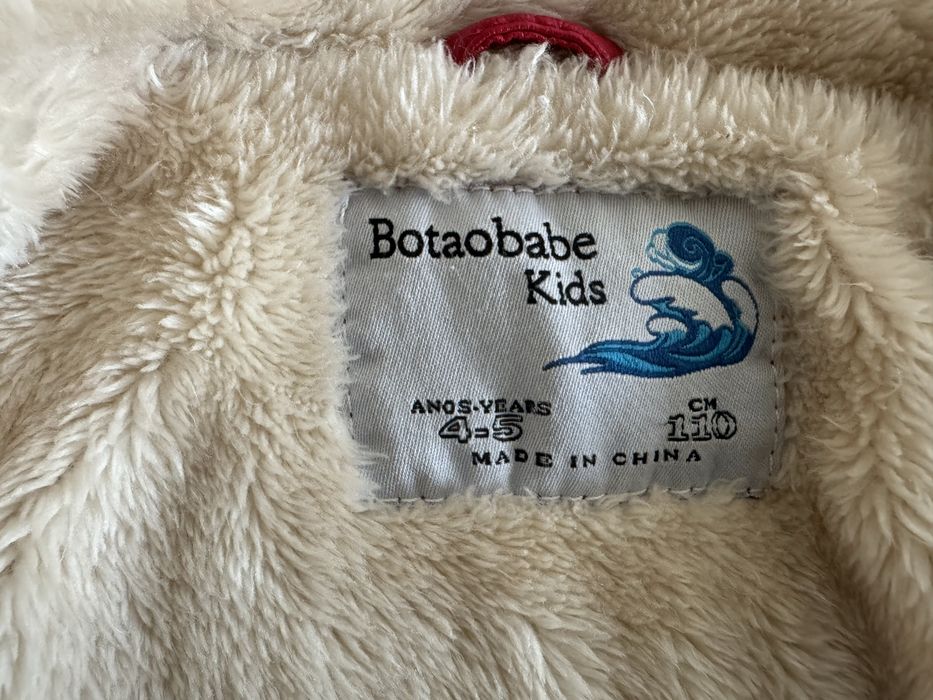 Botaobabe
Kids
ANOS-YEARS CM
4-5 110
MADE IN CHINA